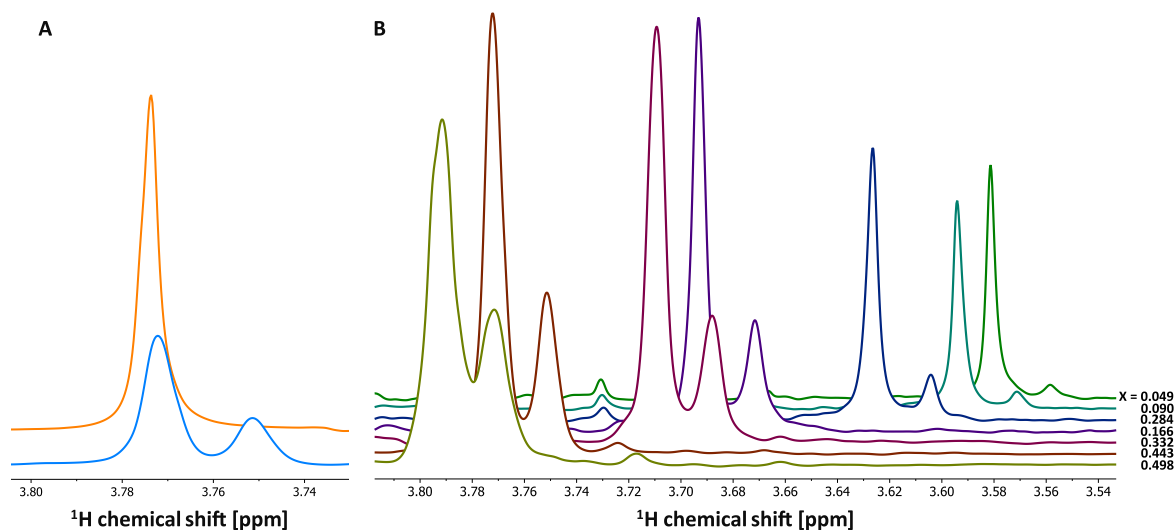 A
B
X = 0.049
0.090
0.284
0.166
0.332
0.443
0.498
3.80 3.78 3.76 3.74
3.80 3.78 3.76 3.74 3.72 3.70 3.68 3.66 3.64 3.62 3.60 3.58 3.56 3.54
¹H chemical shift [ppm]
¹H chemical shift [ppm]